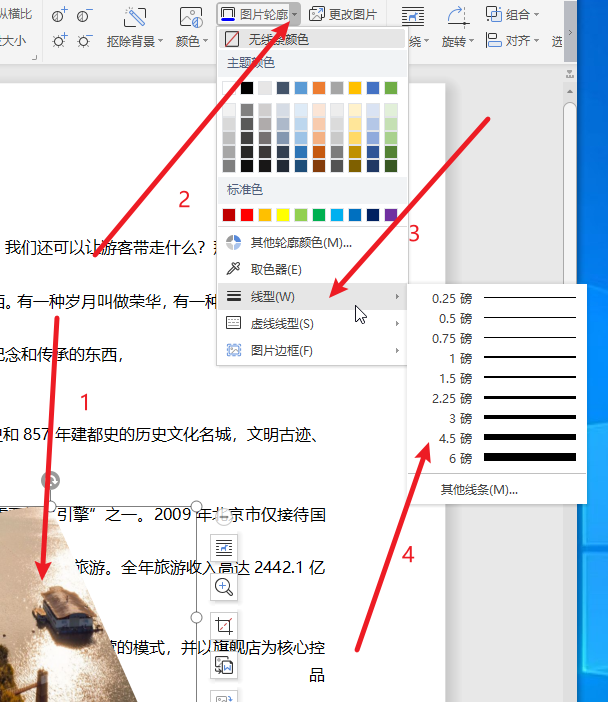 纵横比
图片轮廓
更改图片
组合
大小
抠除背景
颜色
绕
旋转
对齐
选
无线条颜色
主题颜色
标准色
其他轮廓颜色(M)...
取色器(E)
线型(W)
虚线线型(S)
图片边框(F)
0.25 磅
0.5 磅
0.75 磅
1 磅
1.5 磅
2.25 磅
3 磅
4.5 磅
6 磅
其他线条(M)...
2
3
1
4
我们还可以让游客带走什么？
有一种岁月叫做荣华，有一种
纪念和传承的东西，
史和 857 年建都史的历史文化名城，文明古迹、
引擎”之一。2009 年北京市仅接待国
旅游。全年旅游收入高达 2442.1 亿
的模式，并以旗舰店为核心控
品